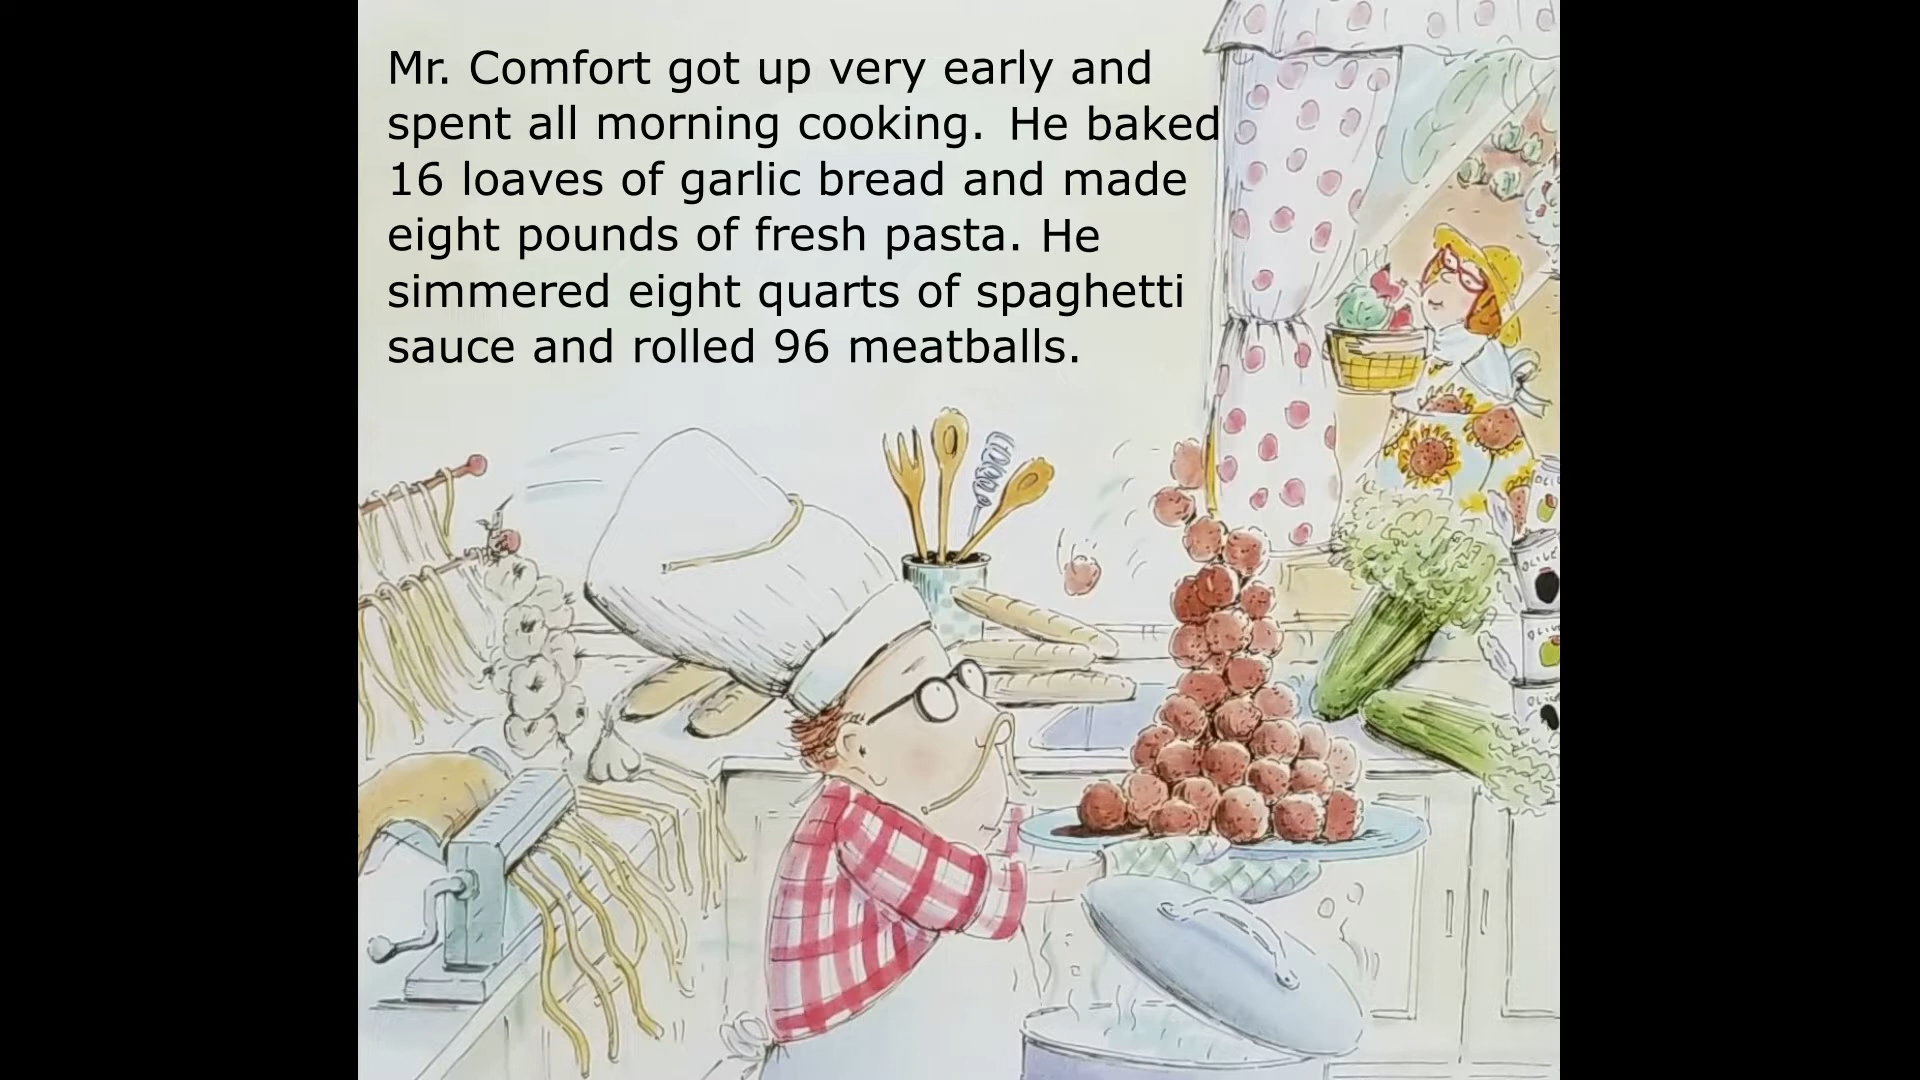 Mr. Comfort got up very early and
spent all morning cooking. He baked
16 loaves of garlic bread and made
eight pounds of fresh pasta. He
simmered eight quarts of spaghetti
sauce and rolled 96 meatballs.
OLIVE